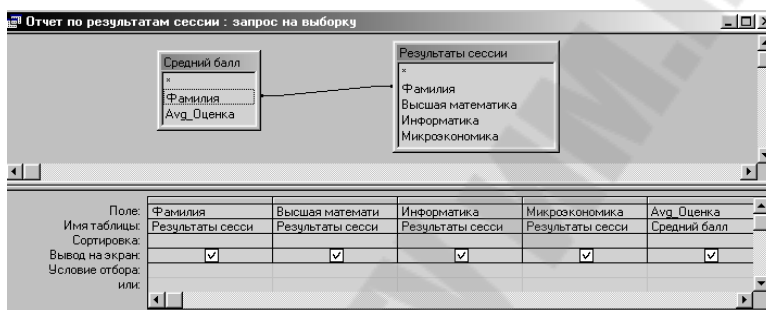 Отчет по результатам сессии : запрос на выборку
Средний балл
*
Фамилия
Avg_Оценка
Результаты сессии
*
Фамилия
Высшая математика
Информатика
Микроэкономика
Поле: Фамилия Высшая математи Информатика Микроэкономика Avg_Оценка
Имя таблицы: Результаты сесси Результаты сесси Результаты сесси Результаты сесси Средний балл
Сортировка:
Вывод на экран:
Условие отбора:
или: